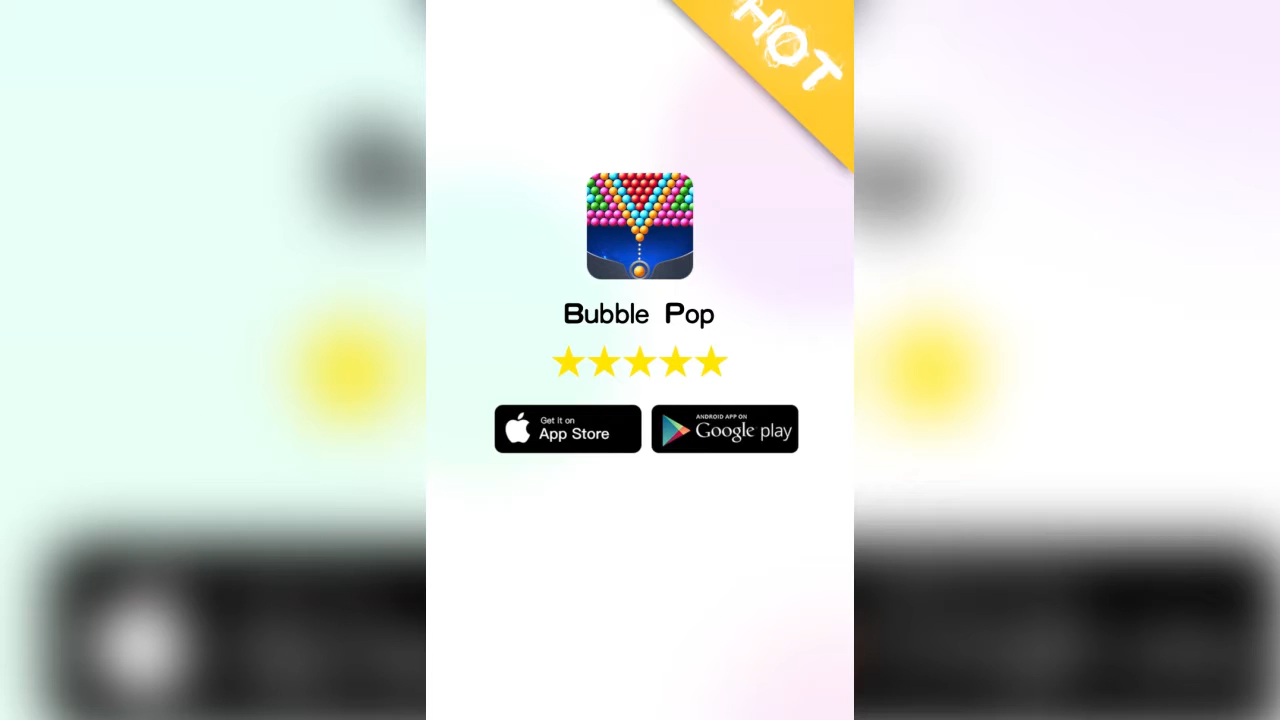 HOT
Bubble Pop
Get It on
App Store
ANDROID APP ON
Google play